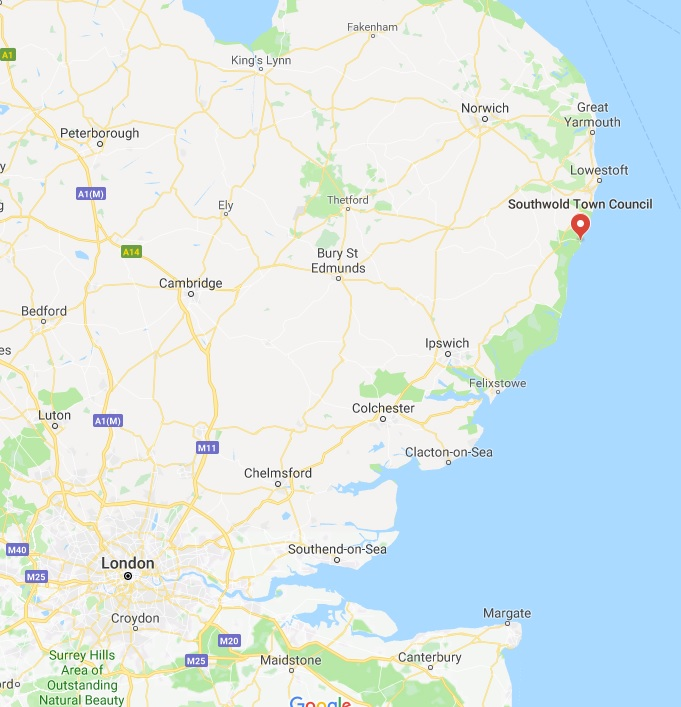 Fakenham
A1
King's Lynn
Norwich
Great
Yarmouth
Peterborough
Lowestoft
y
A1(M)
Thetford
Ely
Southwold Town Council
g
A14
Bury St
Edmunds
Cambridge
Bedford
Ipswich
es
Felixstowe
Colchester
Luton
A1(M)
M11
Clacton-on-Sea
Chelmsford
M40
Southend-on-Sea
London
M25
Croydon
Margate
M20
Surrey Hills
Area of
Outstanding
Natural Beauty
M25
Maidstone
Canterbury
rd
Google